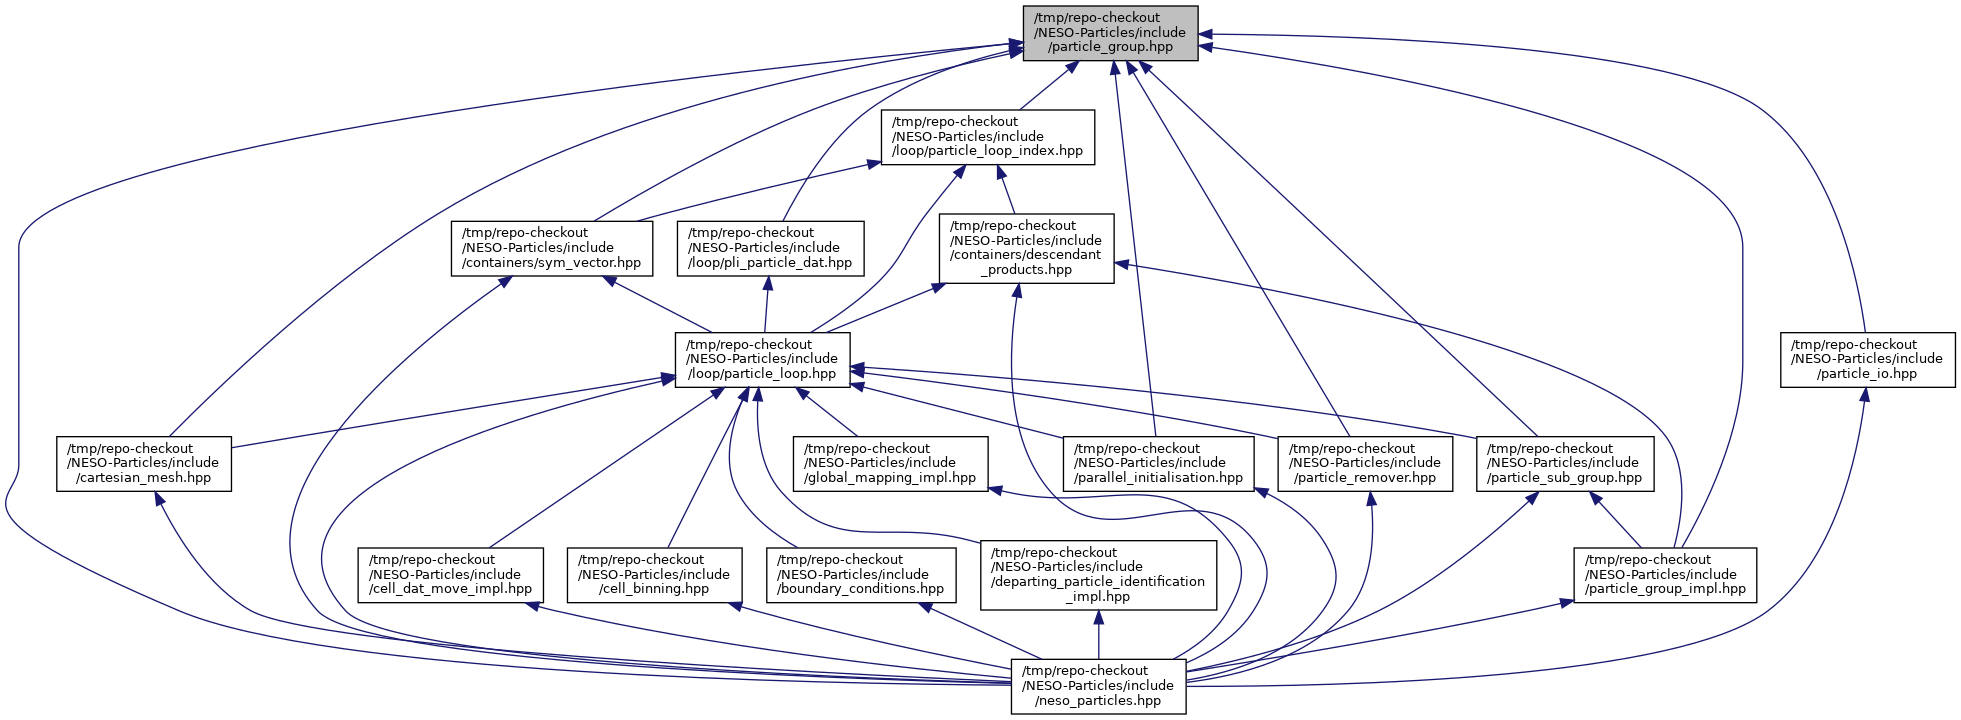 /tmp/repo-checkout
/NESO-Particles/include
/particle_group.hpp
/tmp/repo-checkout
/NESO-Particles/include
/loop/particle_loop_index.hpp
/tmp/repo-checkout
/NESO-Particles/include
/containers/sym_vector.hpp
/tmp/repo-checkout
/NESO-Particles/include
/loop/pli_particle_dat.hpp
/tmp/repo-checkout
/NESO-Particles/include
/containers/descendant
_products.hpp
/tmp/repo-checkout
/NESO-Particles/include
/loop/particle_loop.hpp
/tmp/repo-checkout
/NESO-Particles/include
/particle_io.hpp
/tmp/repo-checkout
/NESO-Particles/include
/cartesian_mesh.hpp
/tmp/repo-checkout
/NESO-Particles/include
/global_mapping_impl.hpp
/tmp/repo-checkout
/NESO-Particles/include
/parallel_initialisation.hpp
/tmp/repo-checkout
/NESO-Particles/include
/particle_remover.hpp
/tmp/repo-checkout
/NESO-Particles/include
/particle_sub_group.hpp
/tmp/repo-checkout
/NESO-Particles/include
/cell_dat_move_impl.hpp
/tmp/repo-checkout
/NESO-Particles/include
/cell_binning.hpp
/tmp/repo-checkout
/NESO-Particles/include
/boundary_conditions.hpp
/tmp/repo-checkout
/NESO-Particles/include
/departing_particle_identification
_impl.hpp
/tmp/repo-checkout
/NESO-Particles/include
/particle_group_impl.hpp
/tmp/repo-checkout
/NESO-Particles/include
/neso_particles.hpp